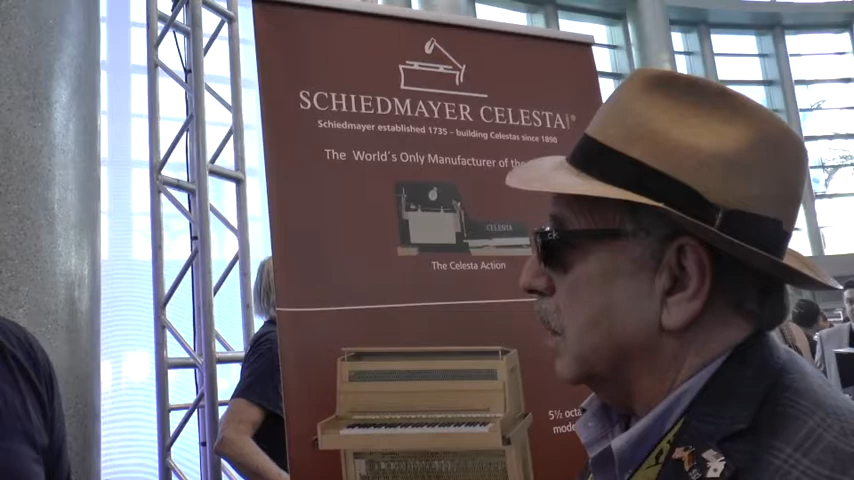 SCHIEDMAYER CELESTA
Schiedmayer established 1735 – building Celestas since 1890
The World's Only Manufacturer of the
CELESTA
The Celesta Action
5½ octa
mode